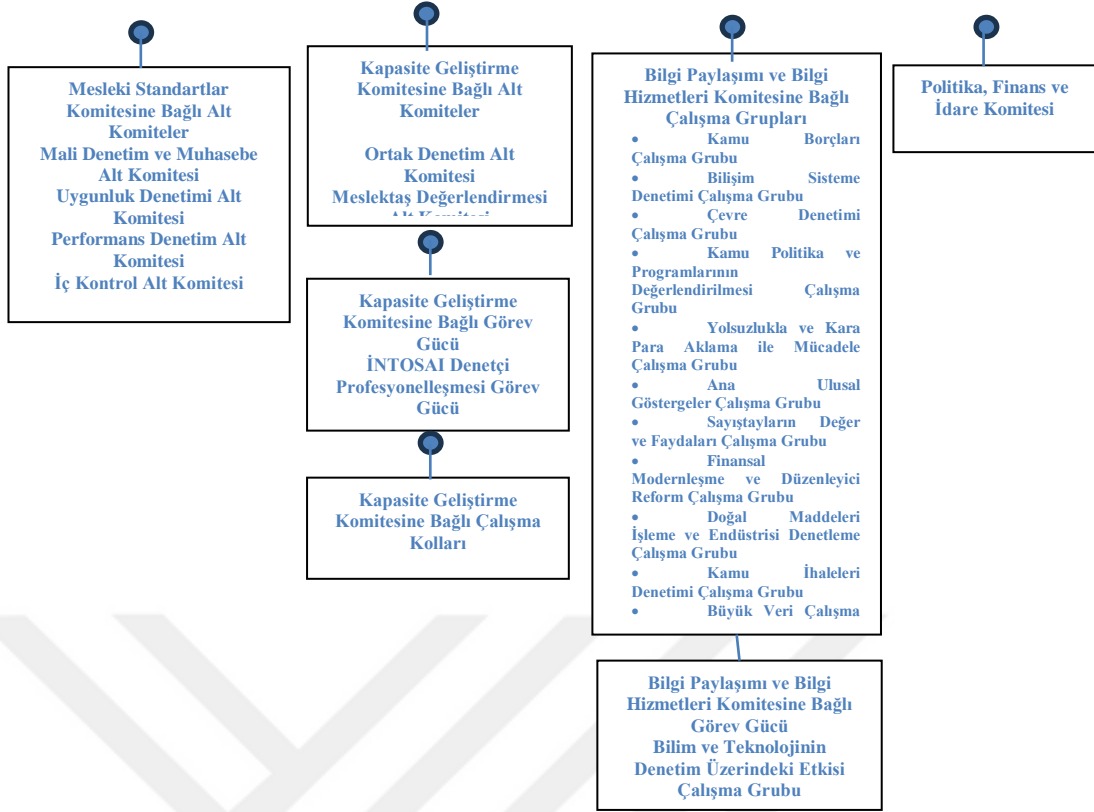 Mesleki Standartlar
Komitesine Bağlı Alt
Komiteler
Mali Denetim ve Muhasebe
Alt Komitesi
Uygunluk Denetimi Alt
Komitesi
Performans Denetim Alt
Komitesi
İç Kontrol Alt Komitesi
Kapasite Geliştirme
Komitesine Bağlı Alt
Komiteler
Ortak Denetim Alt
Komitesi
Meslektaş Değerlendirmesi
Alt Komitesi
Kapasite Geliştirme
Komitesine Bağlı Görev
Gücü
İNTOSAI Denetçi
Profesyonelleşmesi Görev
Gücü
Kapasite Geliştirme
Komitesine Bağlı Çalışma
Kolları
Bilgi Paylaşımı ve Bilgi
Hizmetleri Komitesine Bağlı
Çalışma Grupları
• Kamu Borçları
Çalışma Grubu
• Bilişim Sisteme
Denetimi Çalışma Grubu
• Çevre Denetimi
Çalışma Grubu
• Kamu Politika ve
Programlarının
Değerlendirilmesi Çalışma
Grubu
• Yolsuzlukla ve Kara
Para Aklama ile Mücadele
Çalışma Grubu
• Ana Ulusal
Göstergeler Çalışma Grubu
• Sayıştayların Değer
ve Faydaları Çalışma Grubu
• Finansal
Modernleşme ve Düzenleyici
Reform Çalışma Grubu
• Doğal Maddeleri
İşleme ve Endüstrisi Denetleme
Çalışma Grubu
• Kamu İhaleleri
Denetimi Çalışma Grubu
• Büyük Veri Çalışma
Bilgi Paylaşımı ve Bilgi
Hizmetleri Komitesine Bağlı
Görev Gücü
Bilim ve Teknolojinin
Denetim Üzerindeki Etkisi
Çalışma Grubu
Politika, Finans ve
İdare Komitesi